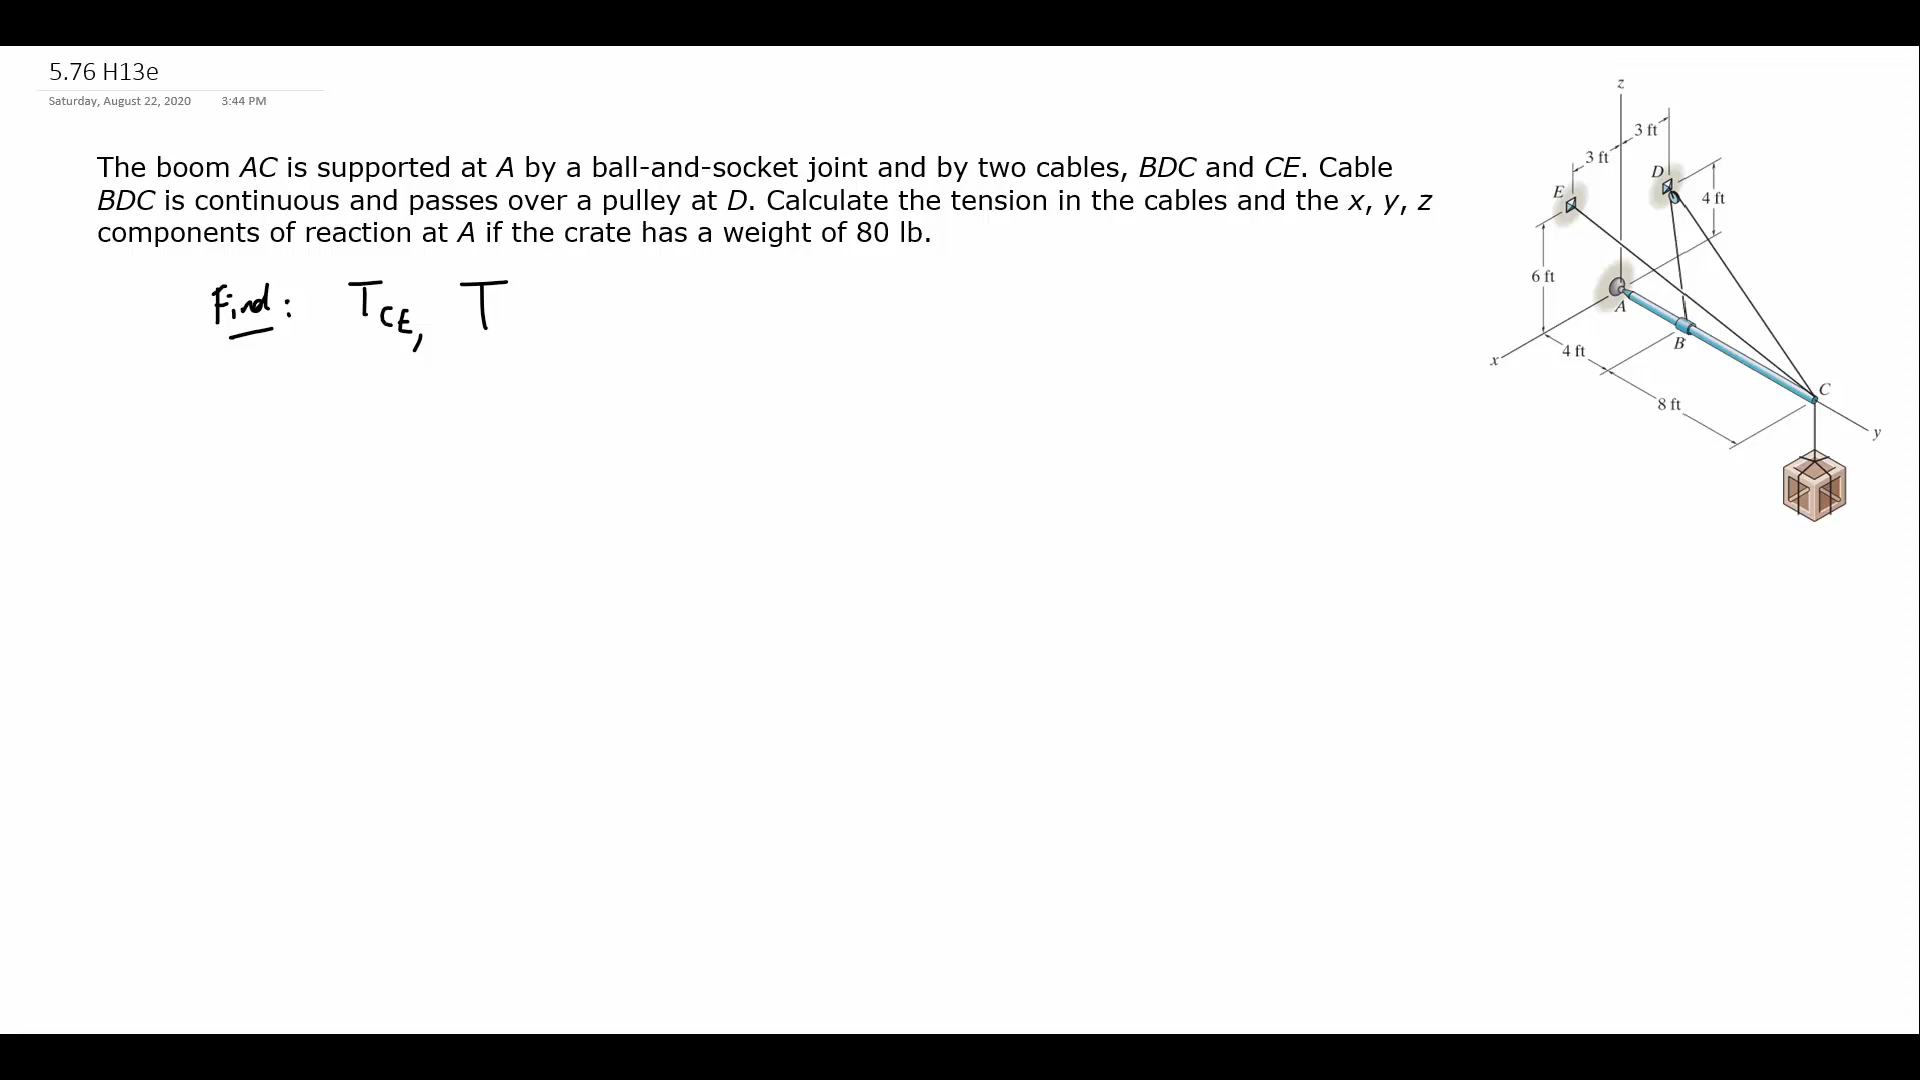 5.76 H13e
Saturday, August 22, 2020 3:44 PM
The boom AC is supported at A by a ball-and-socket joint and by two cables, BDC and CE. Cable
BDC is continuous and passes over a pulley at D. Calculate the tension in the cables and the x, y, z
components of reaction at A if the crate has a weight of 80 lb.
Find: T_CE, T
z
3 ft
3 ft
D
E
4 ft
6 ft
A
B
4 ft
x
C
8 ft
y